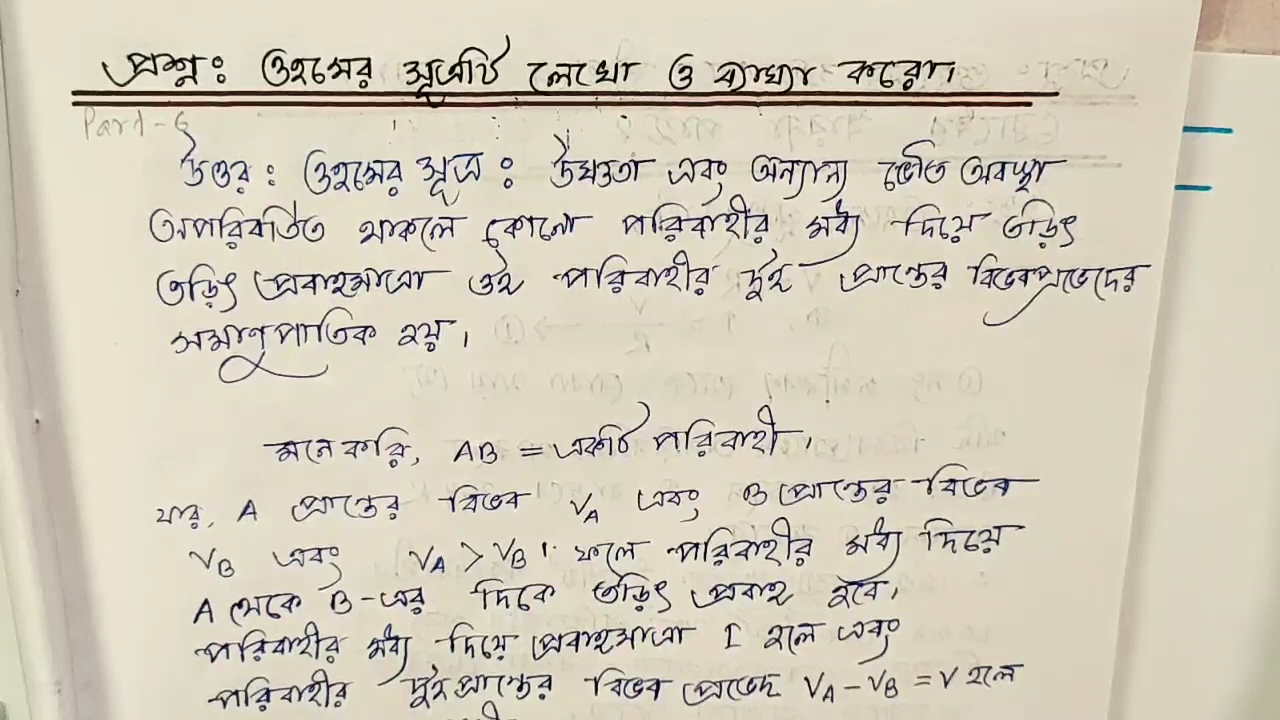 প্রশ্ন: ওহমের সূত্রটি লেখো ও ব্যাখ্যা করো।
Part-6
উত্তর: ওহমের সূত্র: উষ্ণতা এবং অন্যান্য ভৌত অবস্থা
অপরিবর্তিত থাকলে কোনো পরিবাহীর মধ্য দিয়ে তড়িৎ
তড়িৎ প্রবাহমাত্রা ওই পরিবাহীর দুই প্রান্তের বিভবপ্রভেদের
সমানুপাতিক হয়।
মনে করি, AB = একটি পরিবাহী।
যার, A প্রান্তের বিভব VA এবং B প্রান্তের বিভব
VB এবং VA > VB। ফলে পরিবাহীর মধ্য দিয়ে
A থেকে B-এর দিকে তড়িৎ প্রবাহ হবে।
পরিবাহীর মধ্য দিয়ে প্রবাহমাত্রা I হলে এবং
পরিবাহীর দুইপ্রান্তের বিভব প্রভেদ VA - VB = V হলে